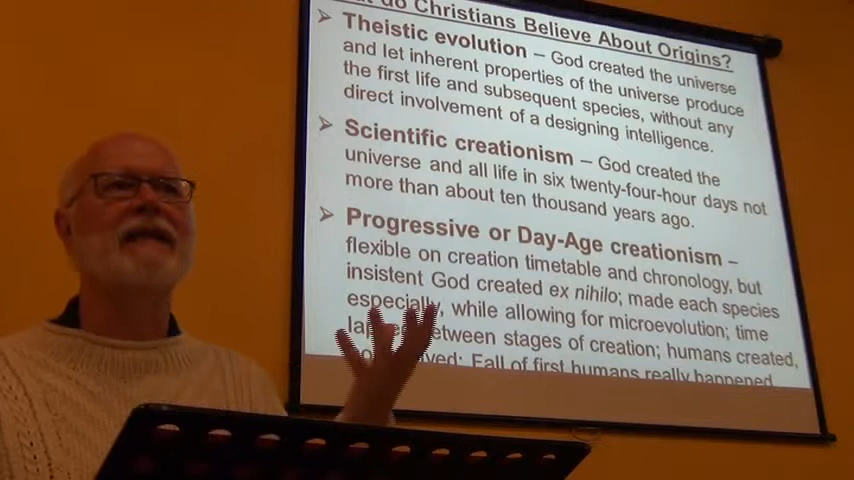 do Christians Believe About Origins?
➢ Theistic evolution – God created the universe
and let inherent properties of the universe produce
the first life and subsequent species, without any
direct involvement of a designing intelligence.
➢ Scientific creationism – God created the
universe and all life in six twenty-four-hour days not
more than about ten thousand years ago.
➢ Progressive or Day-Age creationism –
flexible on creation timetable and chronology, but
insistent God created ex nihilo; made each species
especially, while allowing for microevolution; time
between stages of creation; humans created,
Fall of first humans really happened